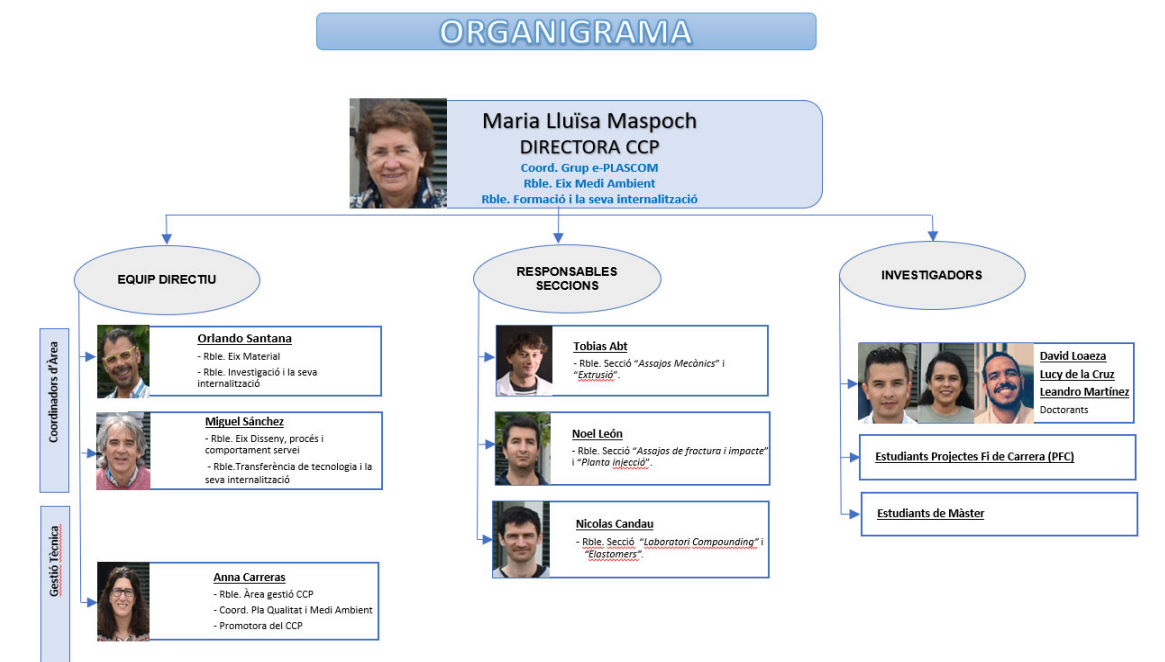 ORGANIGRAMA
Maria Lluïsa Maspoch
DIRECTORA CCP
Coord. Grup e-PLASCOM
Rble. Eix Medi Ambient
Rble. Formació i la seva internalització
EQUIP DIRECTIU
RESPONSABLES
SECCIONS
INVESTIGADORS
Coordinadors d'Àrea
Orlando Santana
- Rble. Eix Material
- Rble. Investigació i la seva
internalització
Miguel Sánchez
- Rble. Eix Disseny, procés i
comportament servei
- Rble.Transferència de tecnologia i la
seva internalització
Gestió Tècnica
Anna Carreras
- Rble. Àrea gestió CCP
- Coord. Pla Qualitat i Medi Ambient
- Promotora del CCP
Tobias Abt
- Rble. Secció "Assajos Mecànics" i
"Extrusió".
Noel León
- Rble. Secció "Assajos de fractura i impacte"
i "Planta injecció".
Nicolas Candau
- Rble. Secció "Laboratori Compounding" i
"Elastomers".
David Loaeza
Lucy de la Cruz
Leandro Martínez
Doctorants
Estudiants Projectes Fi de Carrera (PFC)
Estudiants de Màster